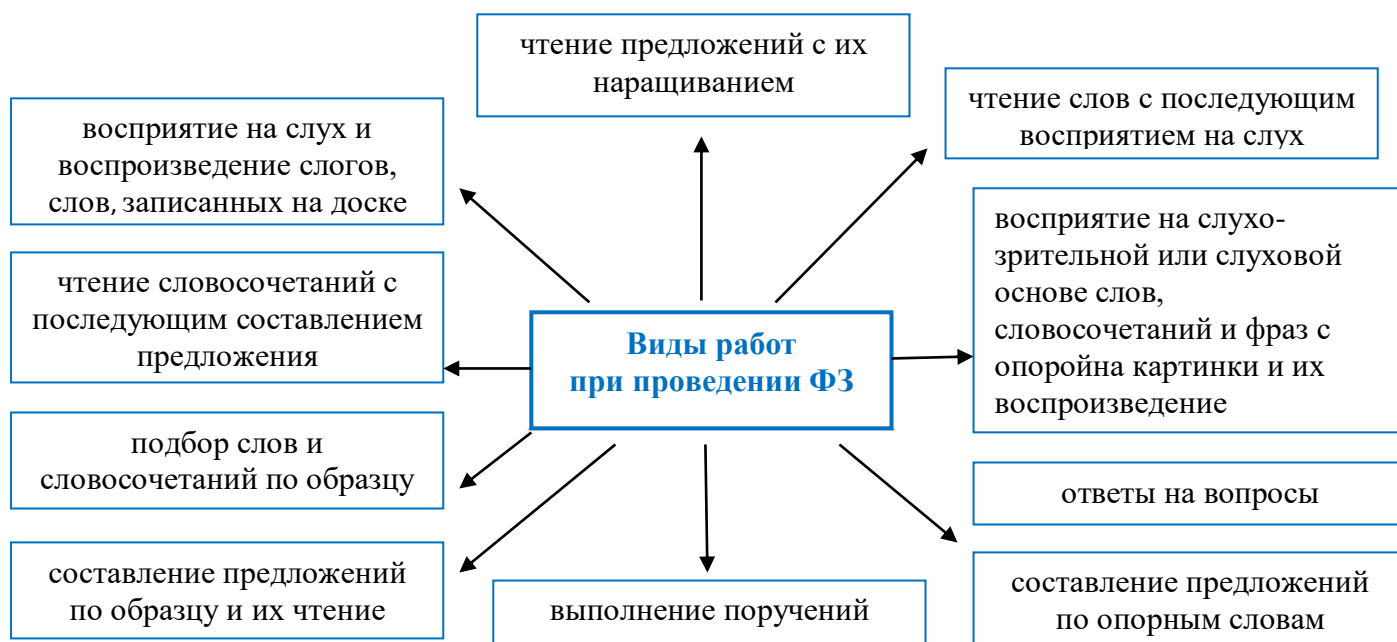 чтение предложений с их
наращиванием
чтение слов с последующим
восприятием на слух
восприятие на слух и
воспроизведение слогов,
слов, записанных на доске
восприятие на слухо-
зрительной или слуховой
основе слов,
словосочетаний и фраз с
опоройна картинки и их
воспроизведение
чтение словосочетаний с
последующим составлением
предложения
Виды работ
при проведении ФЗ
подбор слов и
словосочетаний по образцу
ответы на вопросы
составление предложений
по образцу и их чтение
выполнение поручений
составление предложений
по опорным словам